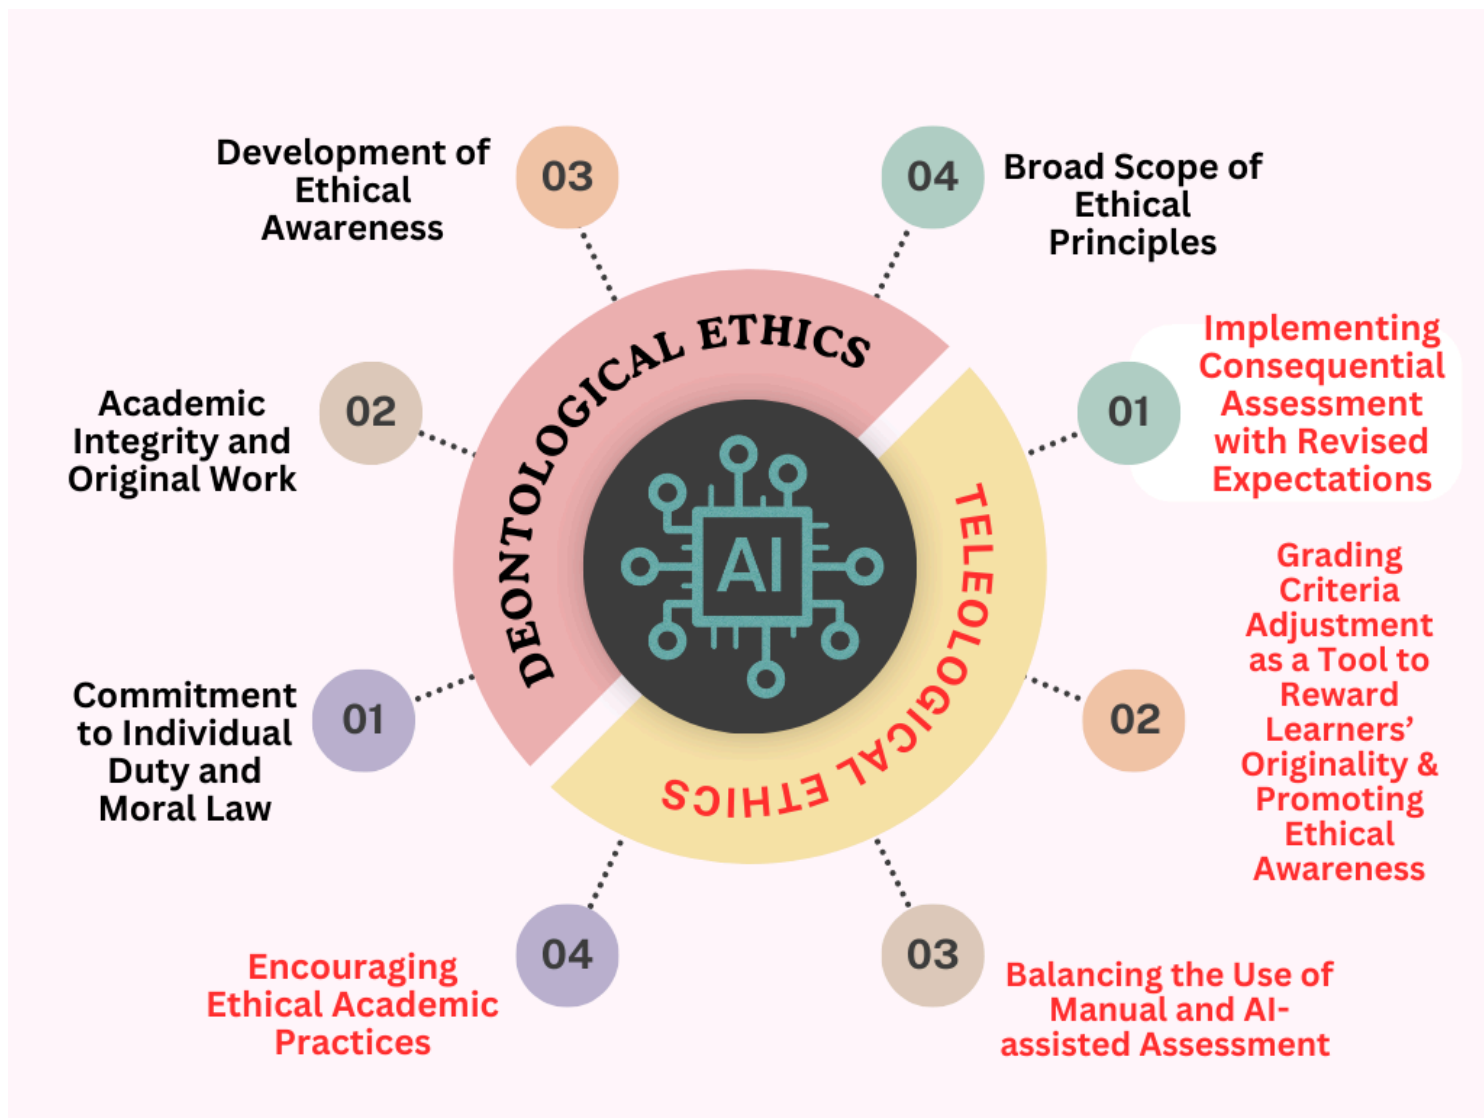 03
Development of
Ethical
Awareness
04
Broad Scope of
Ethical
Principles
02
Academic
Integrity and
Original Work
01
Implementing
Consequential
Assessment
with Revised
Expectations
DEONTOLOGICAL ETHICS
AI
TELEOLOGICAL ETHICS
01
Commitment
to Individual
Duty and
Moral Law
02
Grading
Criteria
Adjustment
as a Tool to
Reward
Learners’
Originality &
Promoting
Ethical
Awareness
04
Encouraging
Ethical Academic
Practices
03
Balancing the Use of
Manual and AI-
assisted Assessment